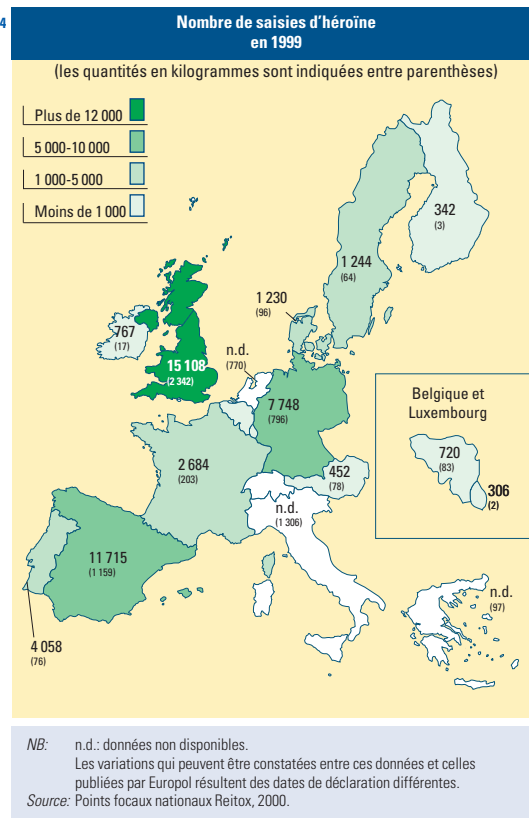 4
Nombre de saisies d'héroïne
en 1999
(les quantités en kilogrammes sont indiquées entre parenthèses)
Plus de 12 000
5 000-10 000
1 000-5 000
Moins de 1 000
342
(3)
1 244
(64)
1 230
(96)
767
(17)
n.d.
(770)
15 108
(2 342)
7 748
(796)
Belgique et
Luxembourg
720
(83)
306
(2)
2 684
(203)
452
(78)
n.d.
(1 306)
11 715
(1 159)
n.d.
(97)
4 058
(76)
NB: n.d.: données non disponibles.
Les variations qui peuvent être constatées entre ces données et celles
publiées par Europol résultent des dates de déclaration différentes.
Source: Points focaux nationaux Reitox, 2000.